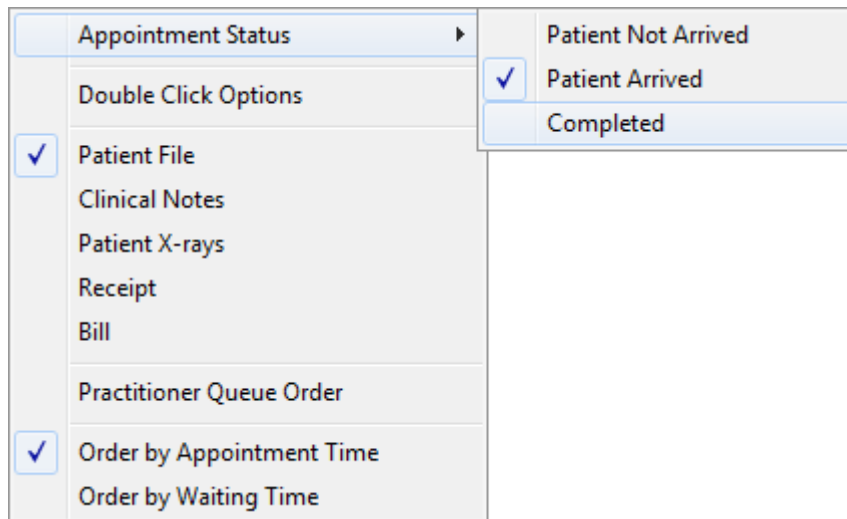 Appointment Status
Double Click Options
Patient File
Clinical Notes
Patient X-rays
Receipt
Bill
Practitioner Queue Order
Order by Appointment Time
Order by Waiting Time
Patient Not Arrived
Patient Arrived
Completed